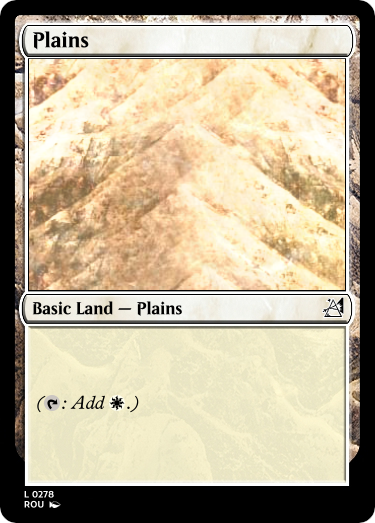 Plains
Basic Land — Plains
(: Add .)
L 0278
ROU